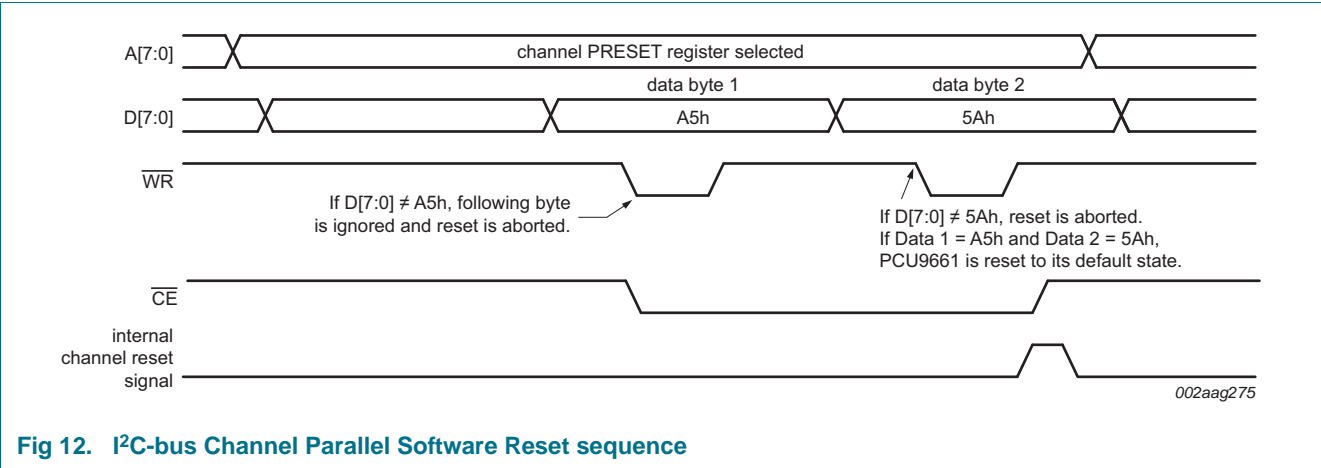 A[7:0]
channel PRESET register selected
data byte 1
data byte 2
D[7:0]
A5h
5Ah
WR
If D[7:0] ≠ A5h, following byte
is ignored and reset is aborted.
If D[7:0] ≠ 5Ah, reset is aborted.
If Data 1 = A5h and Data 2 = 5Ah,
PCU9661 is reset to its default state.
CE
internal
channel reset
signal
002aag275
Fig 12. I2C-bus Channel Parallel Software Reset sequence